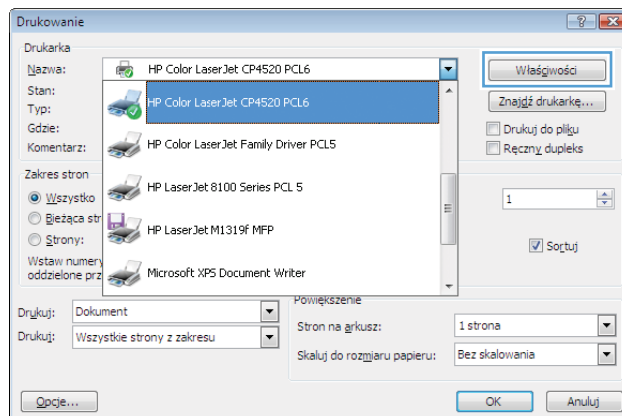 Drukowanie
Drukarka
Nazwa: HP Color LaserJet CP4520 PCL6 Właściwości
Stan: HP Color LaserJet CP4520 PCL6
Typ: Znajdź drukarkę...
Gdzie: HP Color LaserJet Family Driver PCL5 Drukuj do pliku
Komentarz: Ręczny dupleks
Zakres stron
HP LaserJet 8100 Series PCL 5
Wszystko 1
Bieżąca str
HP LaserJet M1319f MFP
Strony: Sortuj
Wstaw numery
oddzielone prz
Microsoft XPS Document Writer
Powiększenie
Drukuj: Dokument
Stron na arkusz: 1 strona
Drukuj: Wszystkie strony z zakresu
Skaluj do rozmiaru papieru: Bez skalowania
Opcje... OK Anuluj